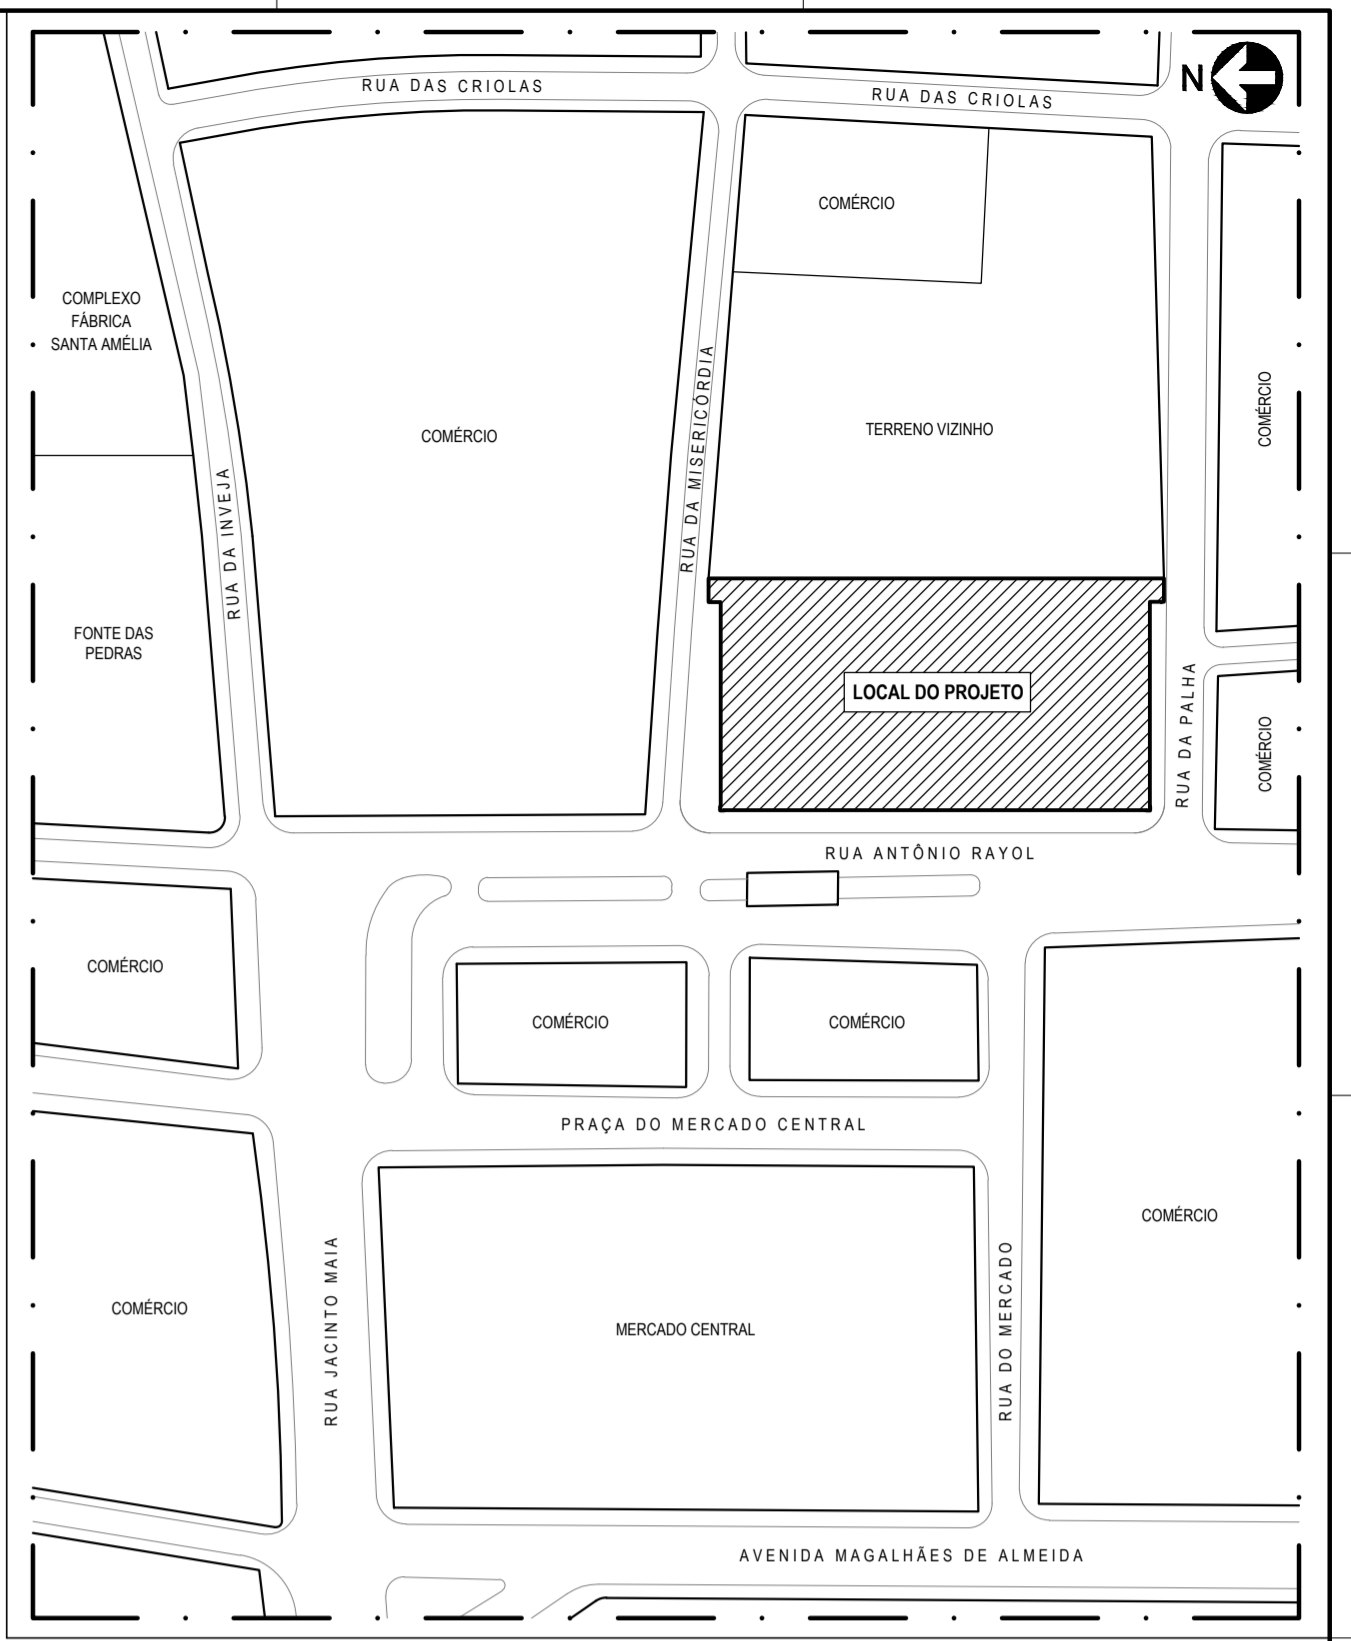 RUA DAS CRIOLAS
RUA DAS CRIOLAS
N
COMÉRCIO
COMPLEXO
FÁBRICA
SANTA AMÉLIA
COMÉRCIO
RUA DA MISERICÓRDIA
TERRENO VIZINHO
COMÉRCIO
RUA DA INVEJA
FONTE DAS
PEDRAS
LOCAL DO PROJETO
RUA DA PALHA
COMÉRCIO
RUA ANTÔNIO RAYOL
COMÉRCIO
COMÉRCIO
COMÉRCIO
PRAÇA DO MERCADO CENTRAL
COMÉRCIO
COMÉRCIO
RUA JACINTO MAIA
MERCADO CENTRAL
RUA DO MERCADO
AVENIDA MAGALHÃES DE ALMEIDA